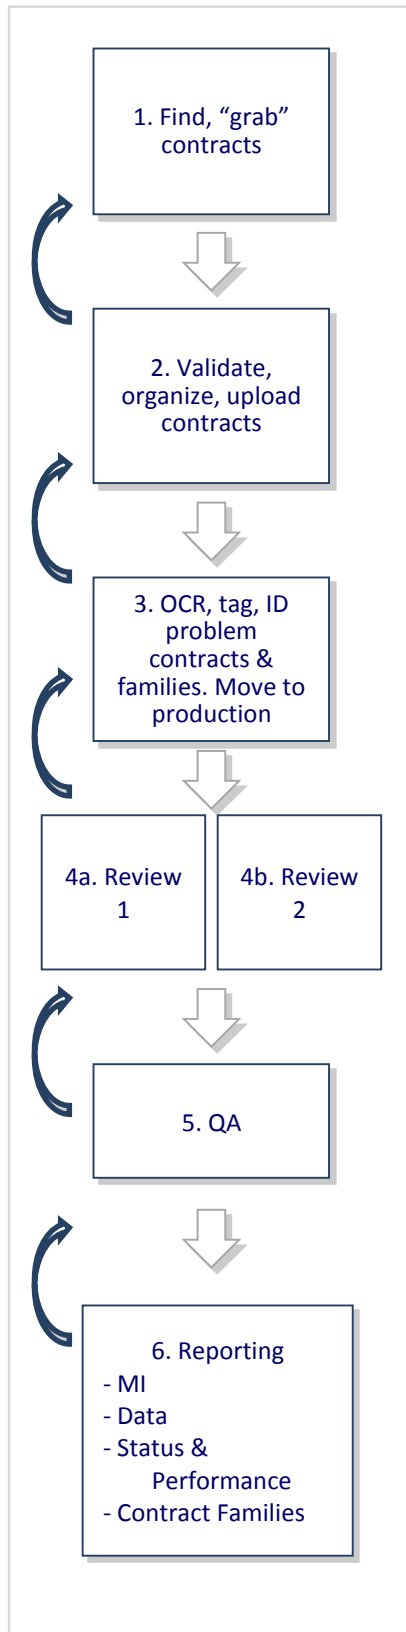 1. Find, “grab”
contracts
2. Validate,
organize, upload
contracts
3. OCR, tag, ID
problem
contracts &
families. Move to
production
4a. Review
1
4b. Review
2
5. QA
6. Reporting
- MI
- Data
- Status &
Performance
- Contract Families